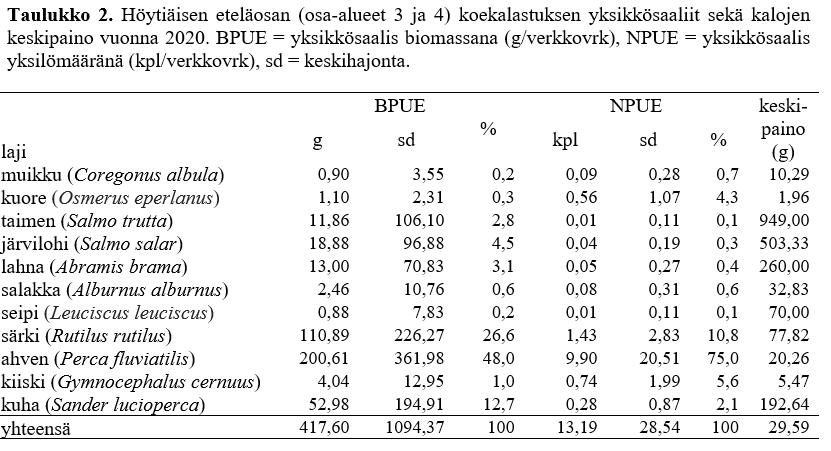 Taulukko 2. Höytiäisen eteläosan (osa-alueet 3 ja 4) koekalastuksen yksikkösaaliit sekä kalojen
keskipaino vuonna 2020. BPUE = yksikkösaalis biomassana (g/verkkovrk), NPUE = yksikkösaalis
yksilömääränä (kpl/verkkovrk), sd = keskihajonta.
BPUE NPUE keski-
g sd % kpl sd % paino
laji (g)
muikku (Coregonus albula) 0,90 3,55 0,2 0,09 0,28 0,7 10,29
kuore (Osmerus eperlanus) 1,10 2,31 0,3 0,56 1,07 4,3 1,96
taimen (Salmo trutta) 11,86 106,10 2,8 0,01 0,11 0,1 949,00
järvilohi (Salmo salar) 18,88 96,88 4,5 0,04 0,19 0,3 503,33
lahna (Abramis brama) 13,00 70,83 3,1 0,05 0,27 0,4 260,00
salakka (Alburnus alburnus) 2,46 10,76 0,6 0,08 0,31 0,6 32,83
seipi (Leuciscus leuciscus) 0,88 7,83 0,2 0,01 0,11 0,1 70,00
särki (Rutilus rutilus) 110,89 226,27 26,6 1,43 2,83 10,8 77,82
ahven (Perca fluviatilis) 200,61 361,98 48,0 9,90 20,51 75,0 20,26
kiiski (Gymnocephalus cernuus) 4,04 12,95 1,0 0,74 1,99 5,6 5,47
kuha (Sander lucioperca) 52,98 194,91 12,7 0,28 0,87 2,1 192,64
yhteensä 417,60 1094,37 100 13,19 28,54 100 29,59